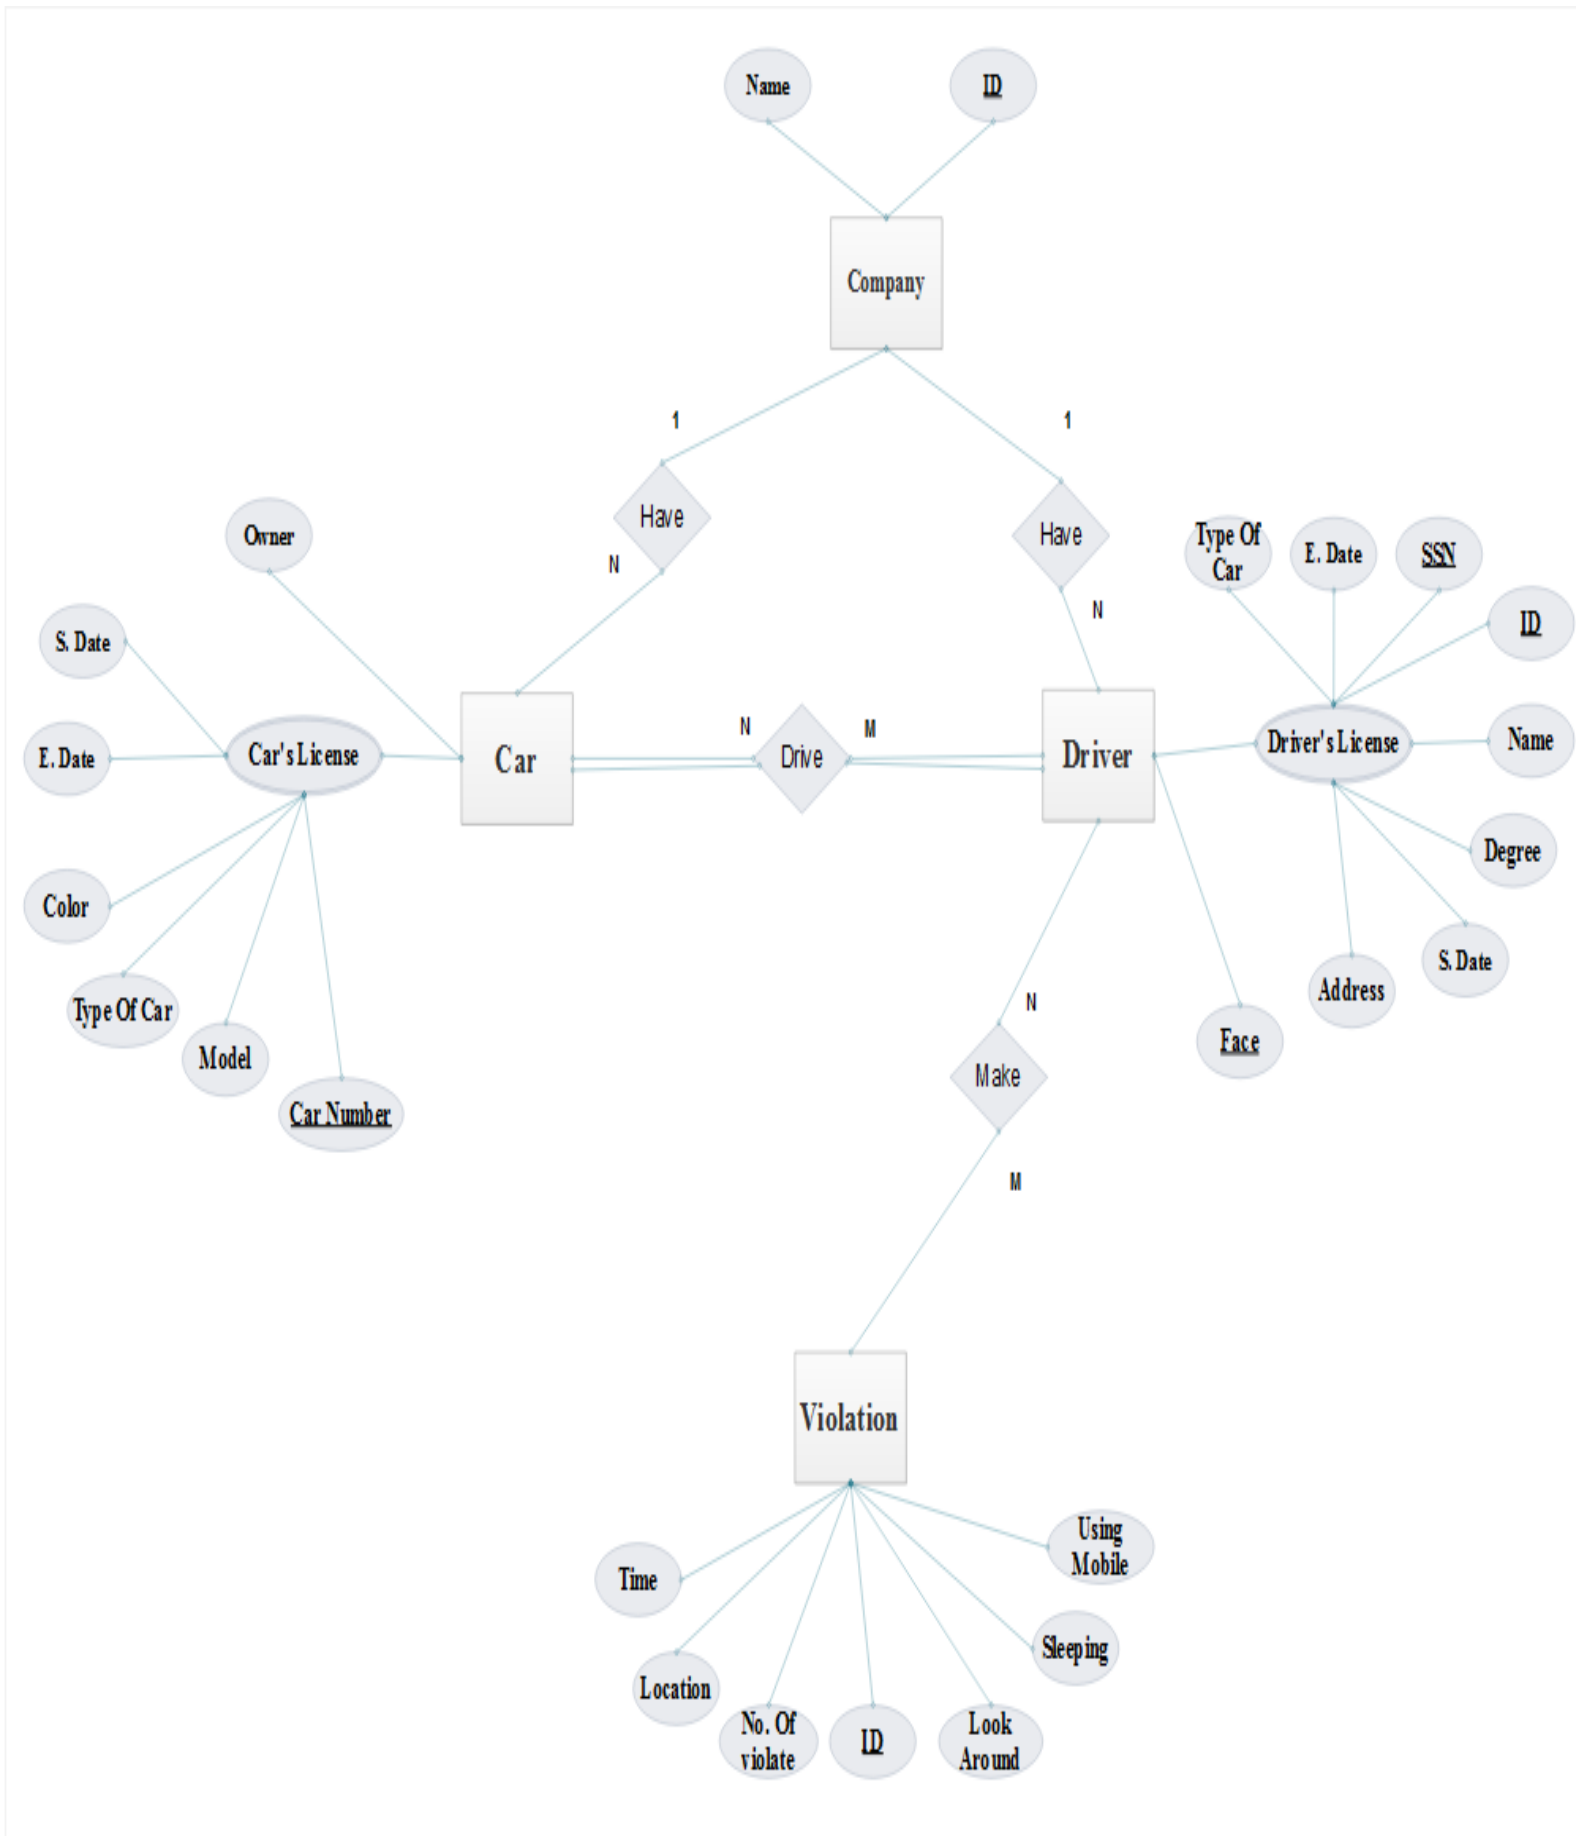 Name
ID
Company
1
1
Have
Have
N
N
Owner
Type Of
Car
E. Date
SSN
ID
S. Date
E. Date
Car's License
Car
N
Drive
M
Driver
Driver's License
Name
Color
Degree
Type Of Car
Model
Car Number
S. Date
Address
Face
N
Make
M
Violation
Using
Mobile
Time
Sleeping
Location
No. Of
violate
ID
Look
Around